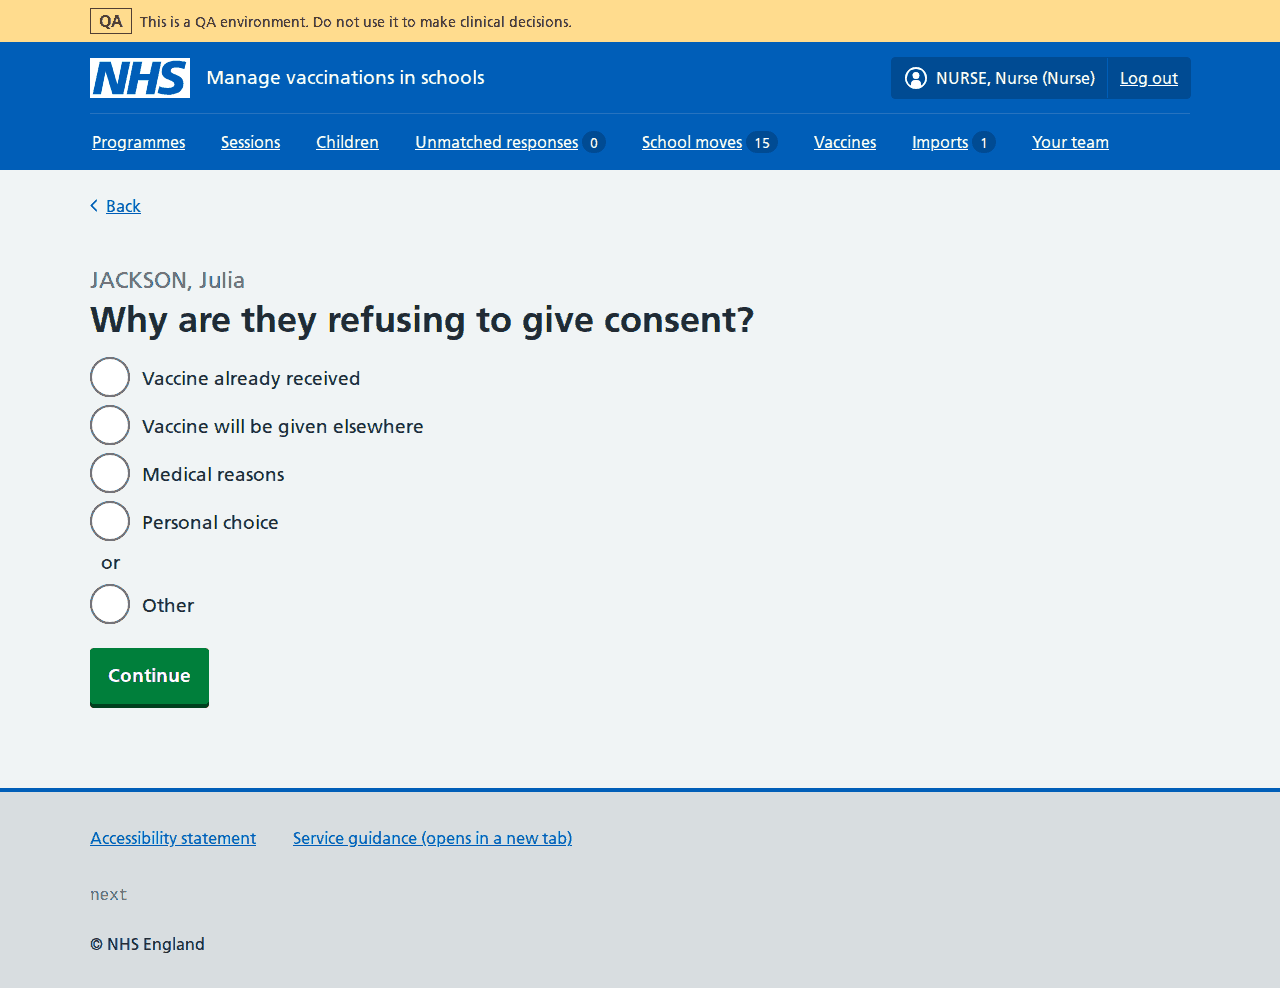 QA This is a QA environment. Do not use it to make clinical decisions.
NHS Manage vaccinations in schools NURSE, Nurse (Nurse) Log out
Programmes Sessions Children Unmatched responses 0 School moves 15 Vaccines Imports 1 Your team
Back
JACKSON, Julia
Why are they refusing to give consent?
Vaccine already received
Vaccine will be given elsewhere
Medical reasons
Personal choice
or
Other
Continue
Accessibility statement Service guidance (opens in a new tab)
next
© NHS England